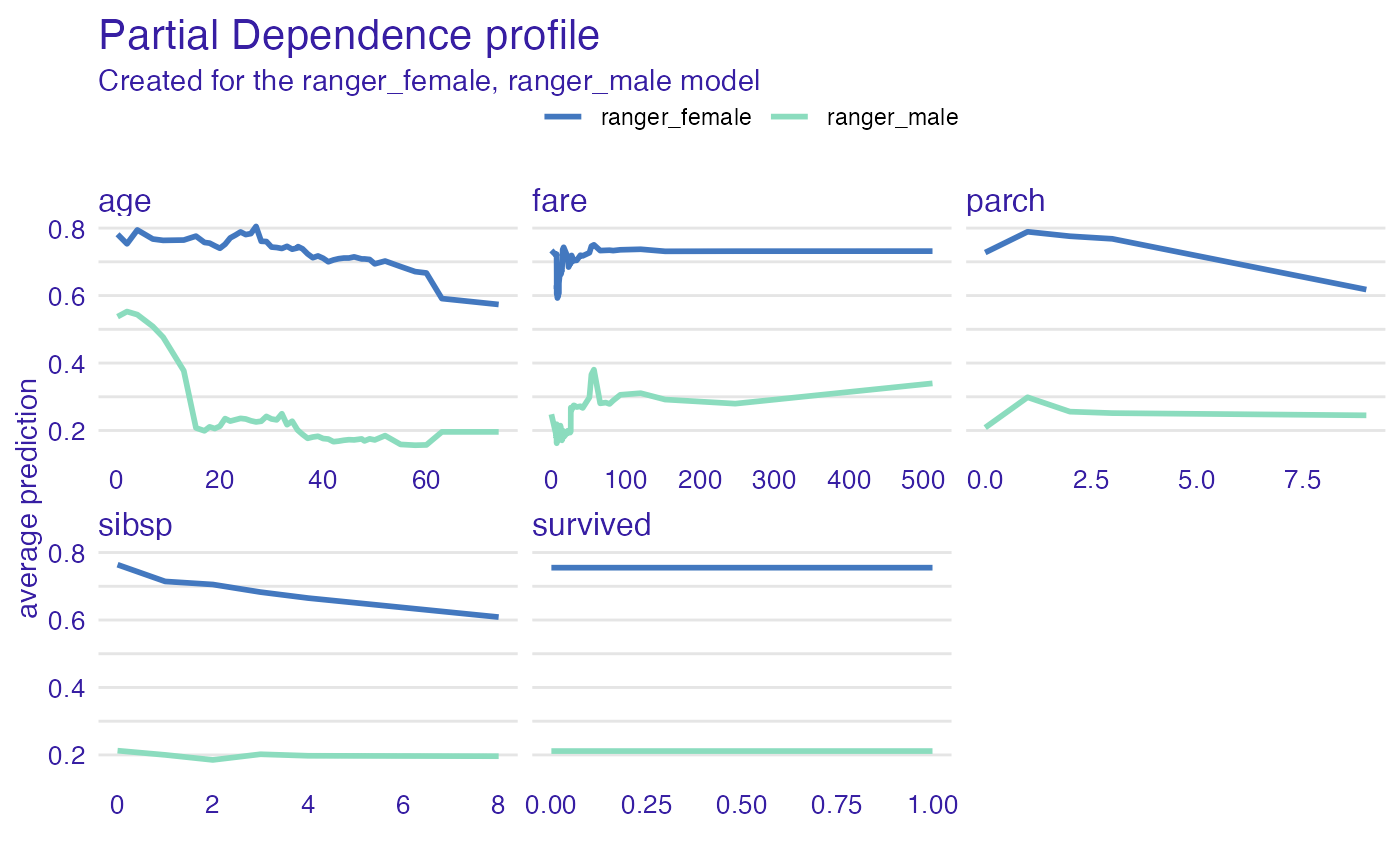 Partial Dependence profile
Created for the ranger_female, ranger_male model
ranger_female ranger_male
age fare parch
0.8
0.6
0.4
0.2
0 20 40 60 0 100 200 300 400 500 0.0 2.5 5.0 7.5
average prediction
sibsp survived
0.8
0.6
0.4
0.2
0 2 4 6 8 0.00 0.25 0.50 0.75 1.00